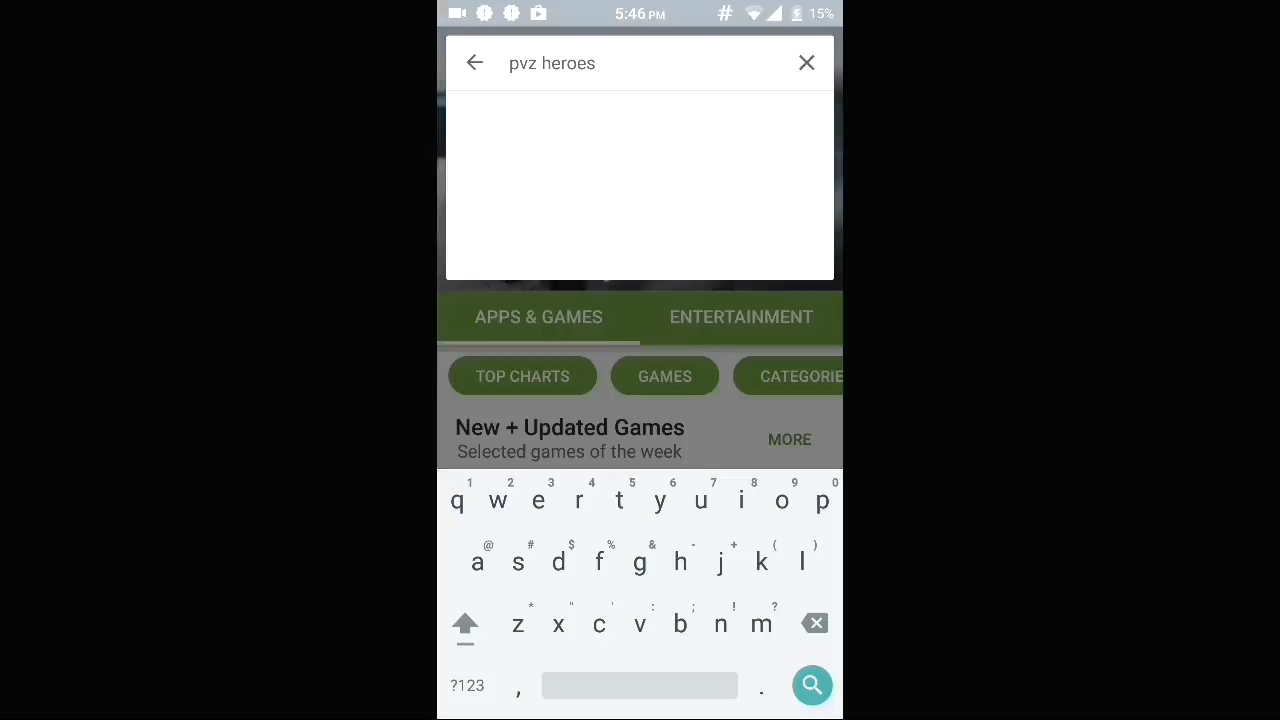 5:46 PM # 15%
pvz heroes
APPS & GAMES ENTERTAINMENT
TOP CHARTS GAMES CATEGORIE
New + Updated Games
MORE
Selected games of the week
1 2 3 4 5 6 7 8 9 0
q w e r t y u i o p
@ # $ % & - + ( )
a s d f g h j k l
* " ' : ; ! ?
z x c v b n m
?123 , .